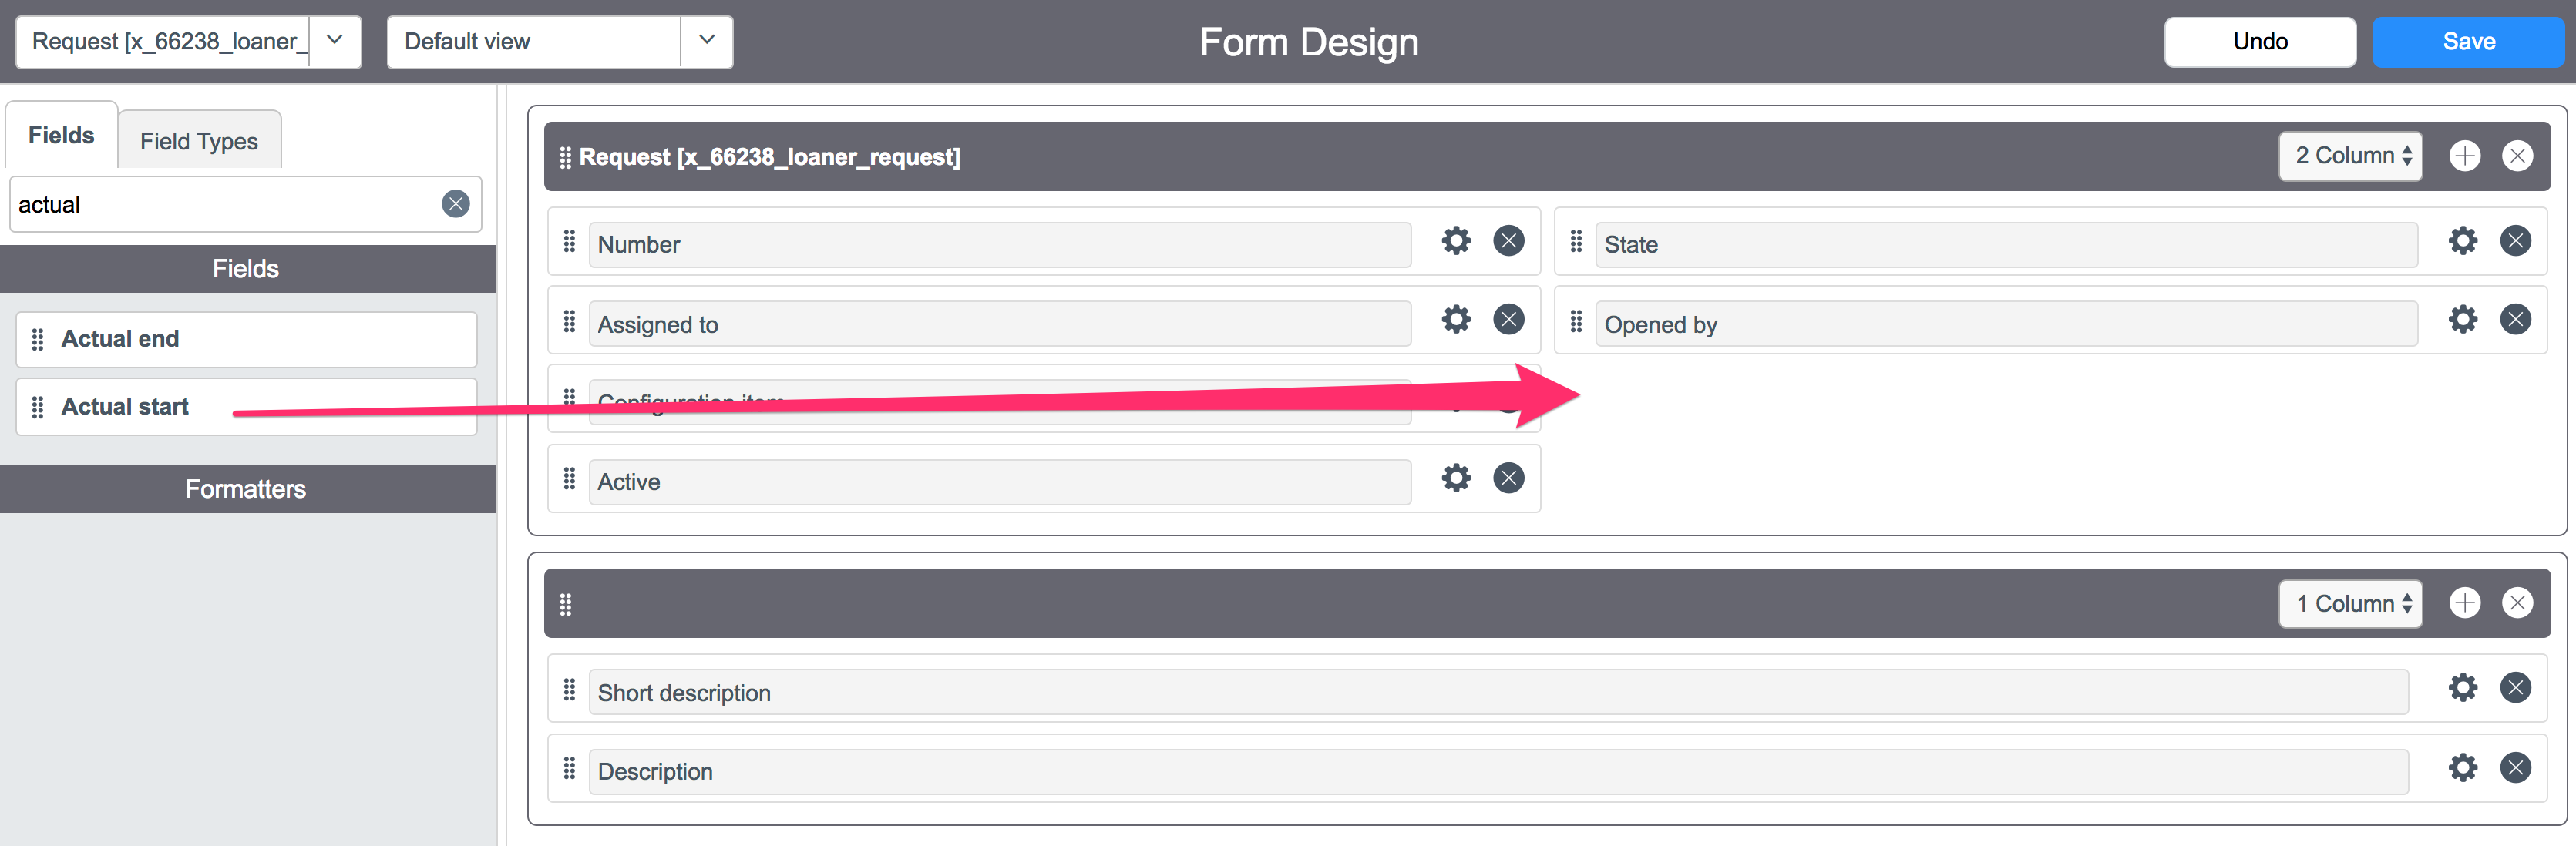 Request [x_66238_loaner_
Default view
Form Design
Undo
Save
Fields
Field Types
actual
Fields
Actual end
Actual start
Formatters
Request [x_66238_loaner_request]
2 Column
Number
State
Assigned to
Opened by
Configuration item
Active
1 Column
Short description
Description